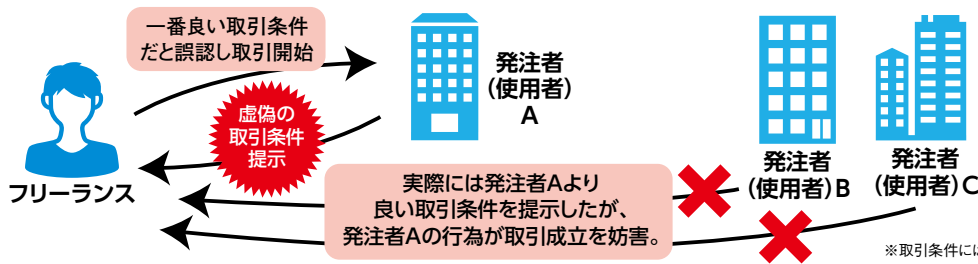 一番良い取引条件
だと誤認し取引開始
発注者
(使用者)
A
虚偽の
取引条件
提示
フリーランス
発注者
(使用者)B
発注者
(使用者)C
実際には発注者Aより
良い取引条件を提示したが、
発注者Aの行為が取引成立を妨害。
※取引条件には